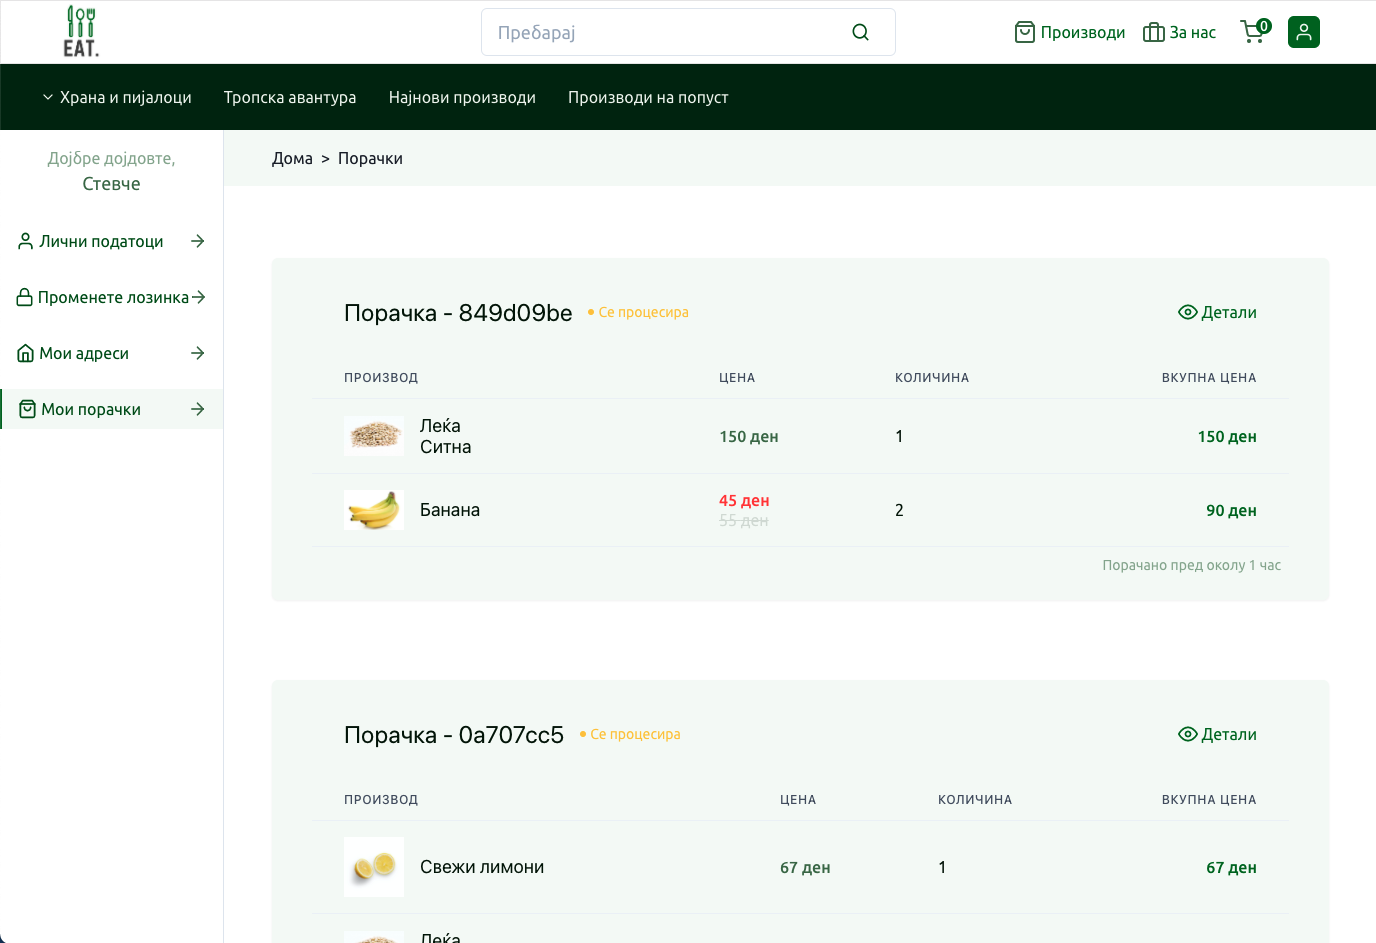 EAT.
Пребарај
Производи
За нас
0
Храна и пијалоци
Тропска авантура
Најнови производи
Производи на попуст
Дојбре дојдовте,
Стевче
Лични податоци
Променете лозинка
Мои адреси
Мои порачки
Дома > Порачки
Порачка - 849d09be
Се процесира
Детали
ПРОИЗВОД ЦЕНА КОЛИЧИНА ВКУПНА ЦЕНА
Леќа
Ситна
150 ден 1 150 ден
Банана
45 ден
55 ден
2 90 ден
Порачано пред околу 1 час
Порачка - 0a707cc5
Се процесира
Детали
ПРОИЗВОД ЦЕНА КОЛИЧИНА ВКУПНА ЦЕНА
Свежи лимони 67 ден 1 67 ден
Леќа